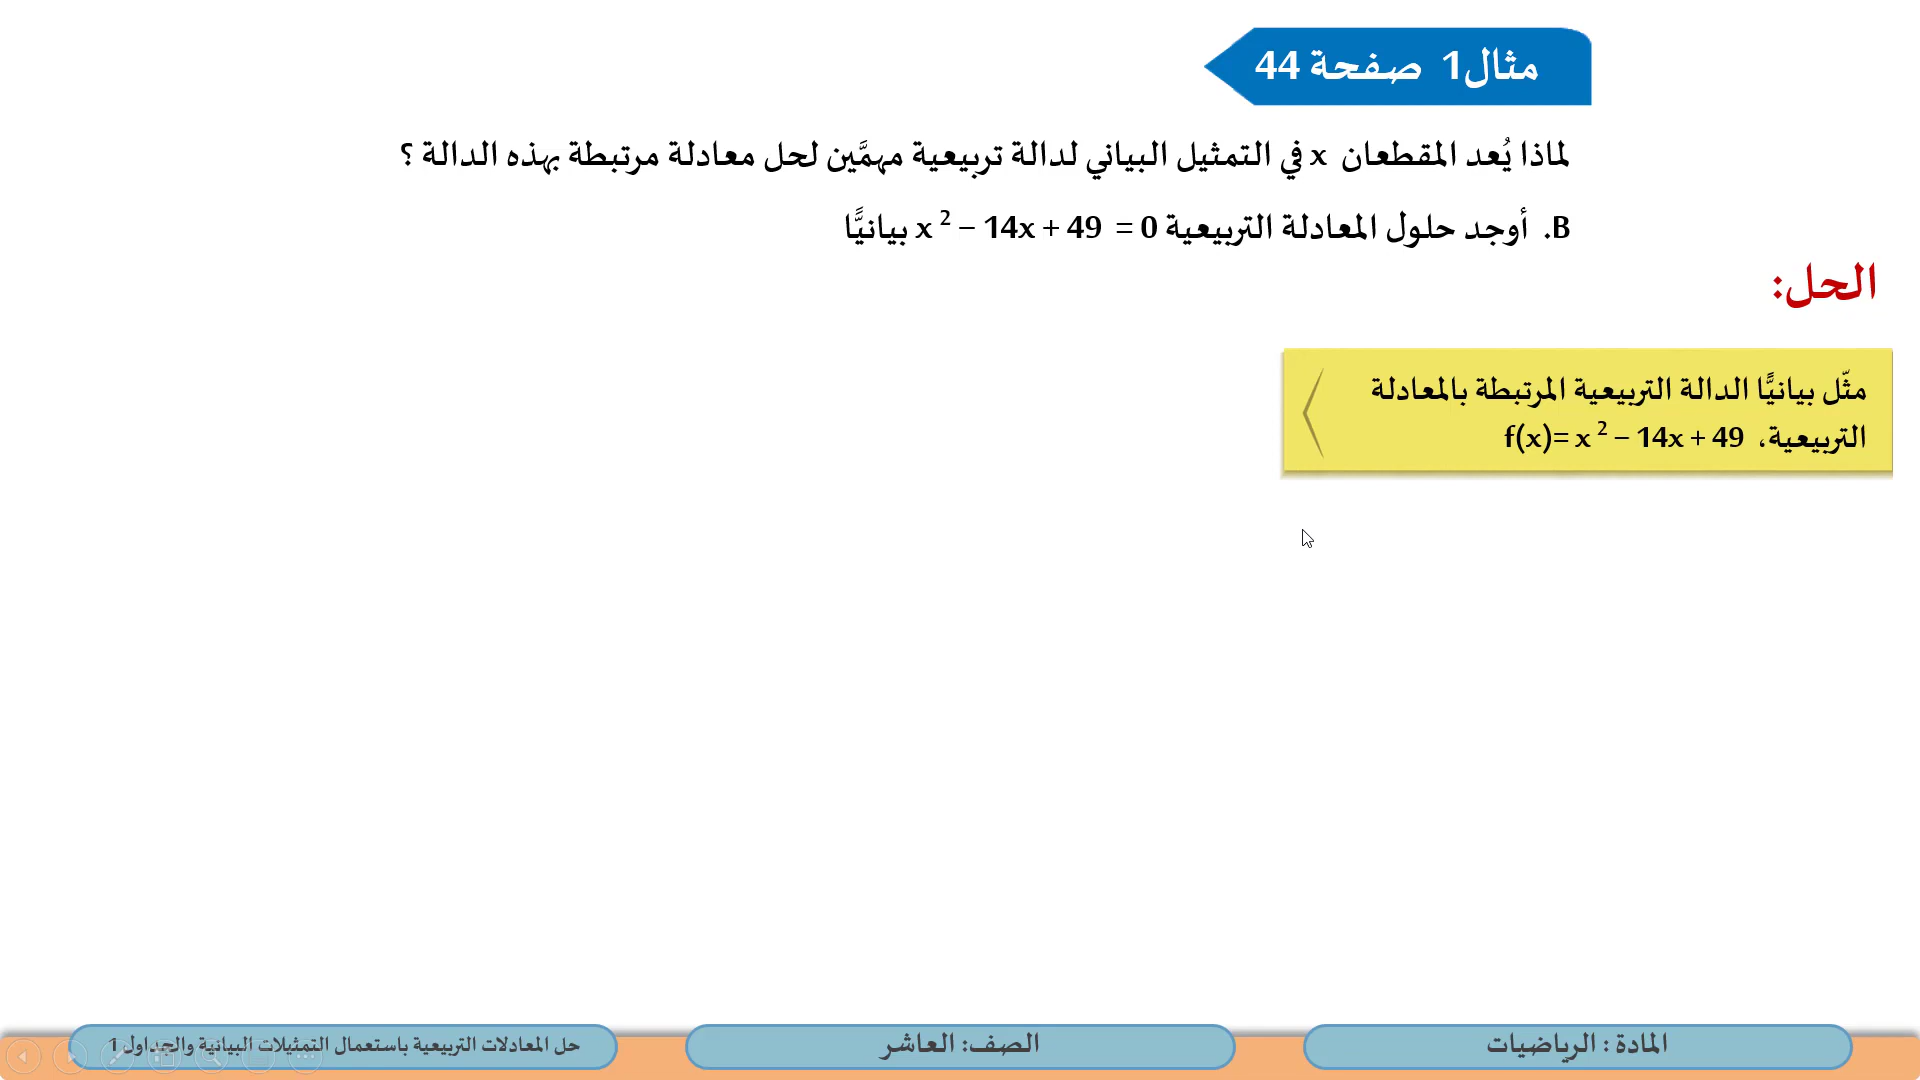 مثال1 صفحة 44
لماذا يُعد المقطعان x في التمثيل البياني لدالة تربيعية مهمَّين لحل معادلة مرتبطة بهذه الدالة ؟
B. أوجد حلول المعادلة التربيعية x ² – 14x + 49 = 0 بيانيًّا
الحل:
مثّل بيانيًّا الدالة التربيعية المرتبطة بالمعادلة
التربيعية، f(x)= x ² – 14x + 49
المادة : الرياضيات
الصف: العاشر
حل المعادلات التربيعية باستعمال التمثيلات البيانية والجداول 1